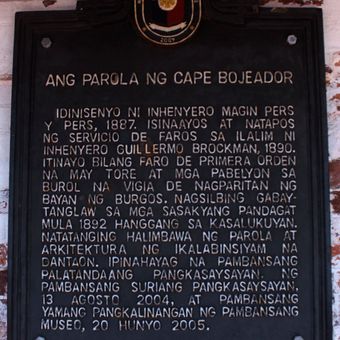 2009
ANG PAROLA NG CAPE BOJEADOR
IDINISENYO NI INHENYERO MAGIN PERS
Y PERS, 1887. ISINAAYOS AT NATAPOS
NG SERVICIO DE FAROS SA ILALIM NI
INHENYERO GUILLERMO BROCKMAN, 1890.
ITINAYO BILANG FARO DE PRIMERA ORDEN
NA MAY TORE AT MGA PABELYON SA
BUROL NA VIGIA DE NAGPARITAN NG
BAYAN NG BURGOS. NAGSILBING GABAY-
TANGLAW SA MGA SASAKYANG PANDAGAT
MULA 1892 HANGGANG SA KASALUKUYAN.
NATATANGING HALIMBAWA NG PAROLA AT
ARKITEKTURA NG IKALABINSIYAM NA
DANTAON. IPINAHAYAG NA PAMBANSANG
PALATANDAANG PANGKASAYSAYAN. NG
PAMBANSANG SURIANG PANGKASAYSAYAN,
13 AGOSTO 2004, AT PAMBANSANG
YAMANG PANGKALINANGAN NG PAMBANSANG
MUSEO, 20 HUNYO 2005.